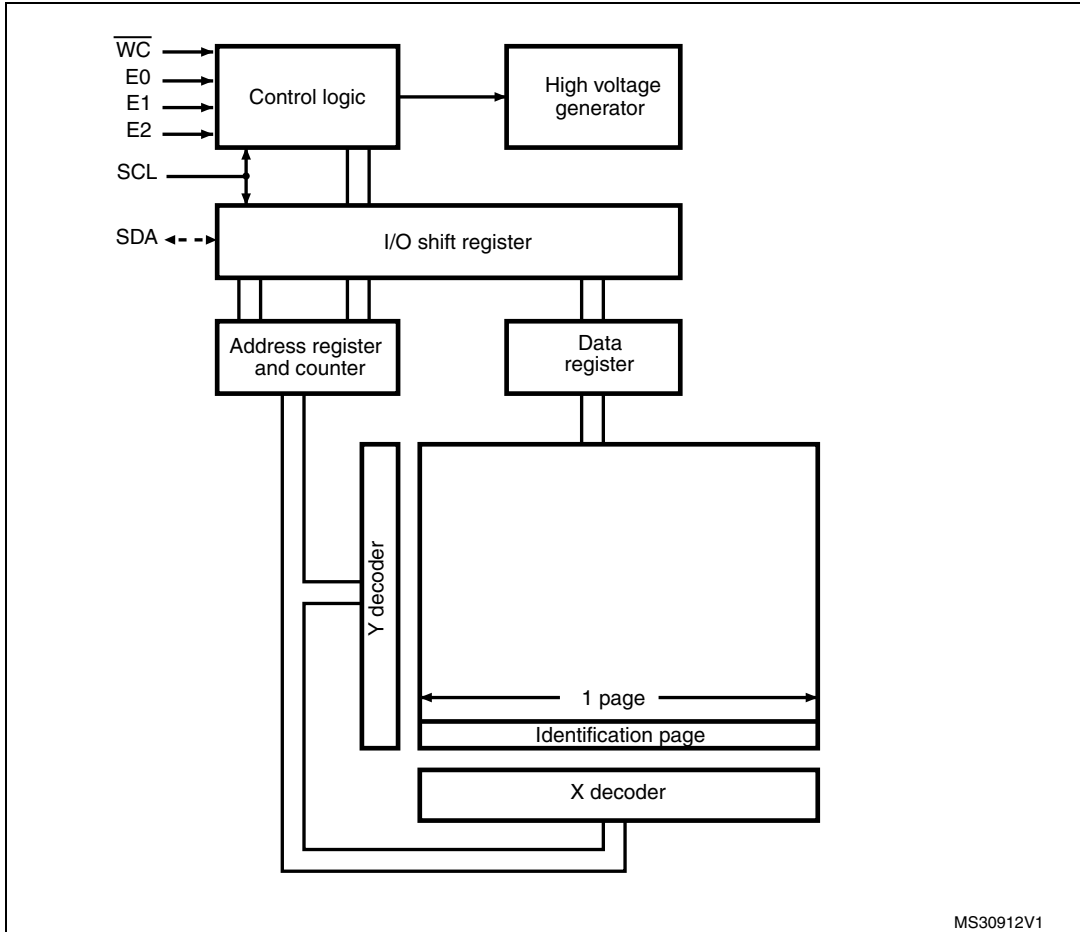 W̅C̅
E0
E1
E2
SCL
SDA
Control logic
High voltage
generator
I/O shift register
Address register
and counter
Data
register
Y decoder
1 page
Identification page
X decoder
MS30912V1